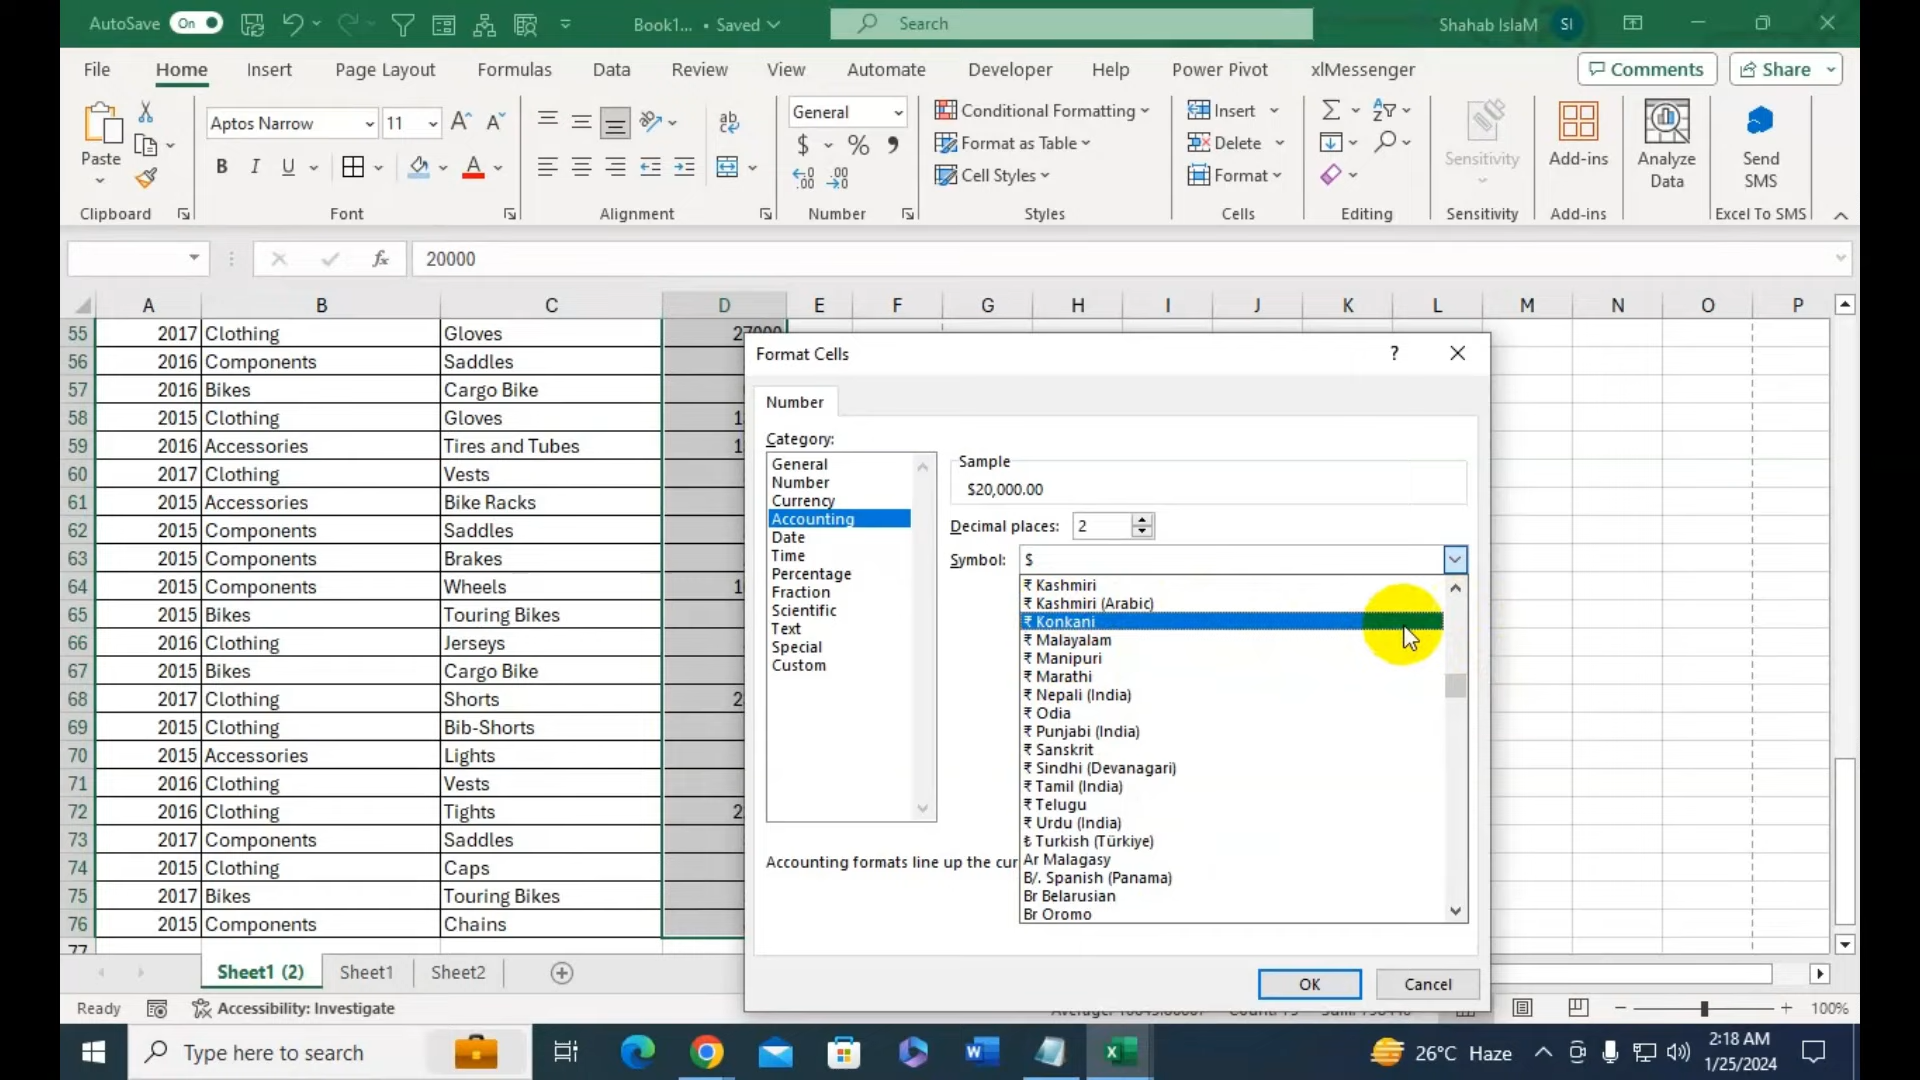 AutoSave On Book1... • Saved Search Shahab IslaM SI
File Home Insert Page Layout Formulas Data Review View Automate Developer Help Power Pivot xlMessenger Comments Share
Paste
Clipboard
Aptos Narrow 11
B I U
Font
ab
Alignment
General
$ % 9
Number
Conditional Formatting
Format as Table
Cell Styles
Styles
Insert
Delete
Format
Cells
Editing
Sensitivity
Sensitivity
Add-ins
Add-ins
Analyze
Data
Send
SMS
Excel To SMS
fx 20000
A B C D E F G H I J K L M N O P
55 2017 Clothing Gloves 27000
56 2016 Components Saddles
57 2016 Bikes Cargo Bike
58 2015 Clothing Gloves
59 2016 Accessories Tires and Tubes
60 2017 Clothing Vests
61 2015 Accessories Bike Racks
62 2015 Components Saddles
63 2015 Components Brakes
64 2015 Components Wheels
65 2015 Bikes Touring Bikes
66 2016 Clothing Jerseys
67 2015 Bikes Cargo Bike
68 2017 Clothing Shorts
69 2015 Clothing Bib-Shorts
70 2015 Accessories Lights
71 2016 Clothing Vests
72 2016 Clothing Tights
73 2017 Components Saddles
74 2015 Clothing Caps
75 2017 Bikes Touring Bikes
76 2015 Components Chains
77
Format Cells ?
Number
Category:
General
Number
Currency
Accounting
Date
Time
Percentage
Fraction
Scientific
Text
Special
Custom
Sample
$20,000.00
Decimal places: 2
Symbol: $
₹ Kashmiri
₹ Kashmiri (Arabic)
₹ Konkani
₹ Malayalam
₹ Manipuri
₹ Marathi
₹ Nepali (India)
₹ Odia
₹ Punjabi (India)
₹ Sanskrit
₹ Sindhi (Devanagari)
₹ Tamil (India)
₹ Telugu
₹ Urdu (India)
₺ Turkish (Türkiye)
Ar Malagasy
B/. Spanish (Panama)
Br Belarusian
Br Oromo
Accounting formats line up the cur
OK Cancel
Sheet1 (2) Sheet1 Sheet2
Ready Accessibility: Investigate 100%
Type here to search 26°C Haze 2:18 AM
1/25/2024